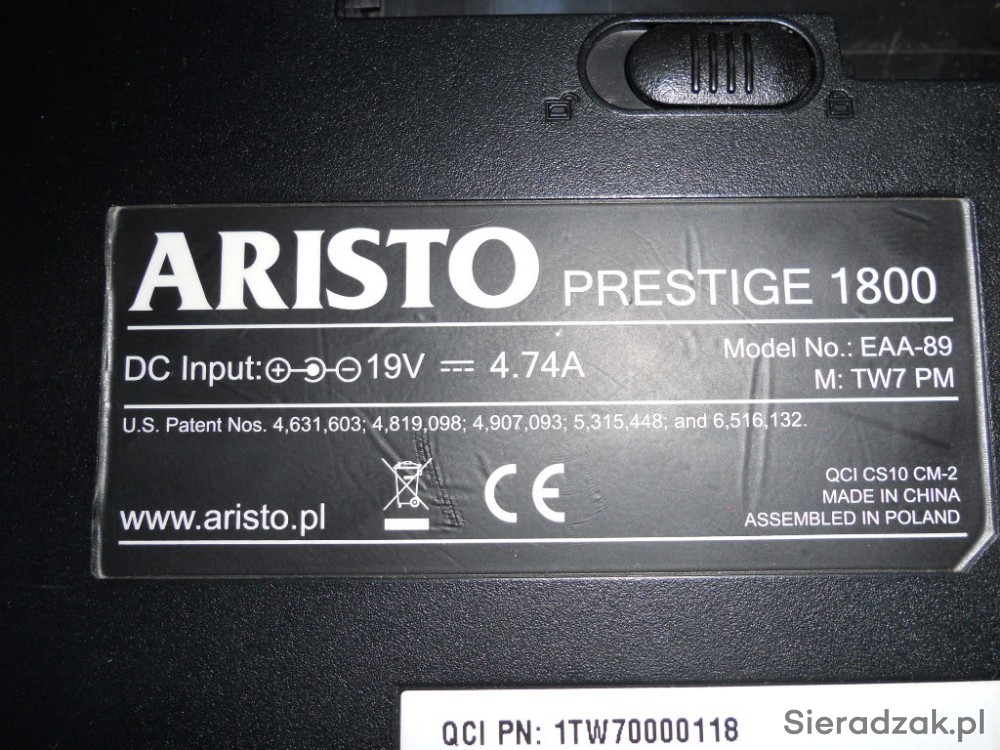 ARISTO PRESTIGE 1800
DC Input: 19V 4.74A
Model No.: EAA-89
M: TW7 PM
U.S. Patent Nos. 4,631,603; 4,819,098; 4,907,093; 5,315,448; and 6,516,132.
www.aristo.pl
CE
QCI CS10 CM-2
MADE IN CHINA
ASSEMBLED IN POLAND
QCI PN: 1TW70000118
Sieradzak.pl